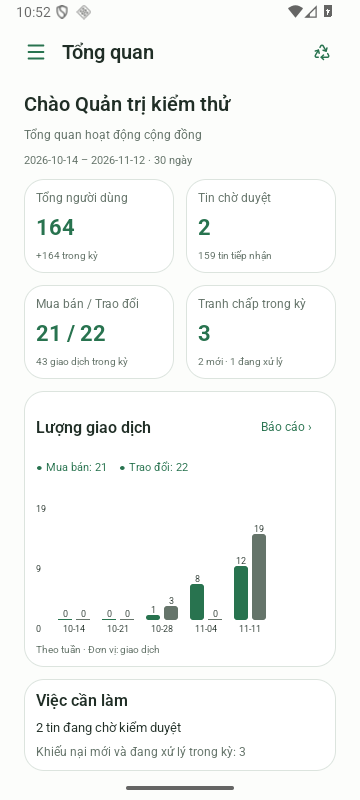 10:52
Tổng quan
Chào Quản trị kiểm thử
Tổng quan hoạt động cộng đồng
2026-10-14 – 2026-11-12 · 30 ngày
Tổng người dùng
164
+164 trong kỳ
Tin chờ duyệt
2
159 tin tiếp nhận
Mua bán / Trao đổi
21 / 22
43 giao dịch trong kỳ
Tranh chấp trong kỳ
3
2 mới · 1 đang xử lý
Lượng giao dịch
Báo cáo ›
● Mua bán: 21 ● Trao đổi: 22
19
9
0
0 0 0 0 1 3 8 0 12 19
10-14 10-21 10-28 11-04 11-11
Theo tuần · Đơn vị: giao dịch
Việc cần làm
2 tin đang chờ kiểm duyệt
Khiếu nại mới và đang xử lý trong kỳ: 3